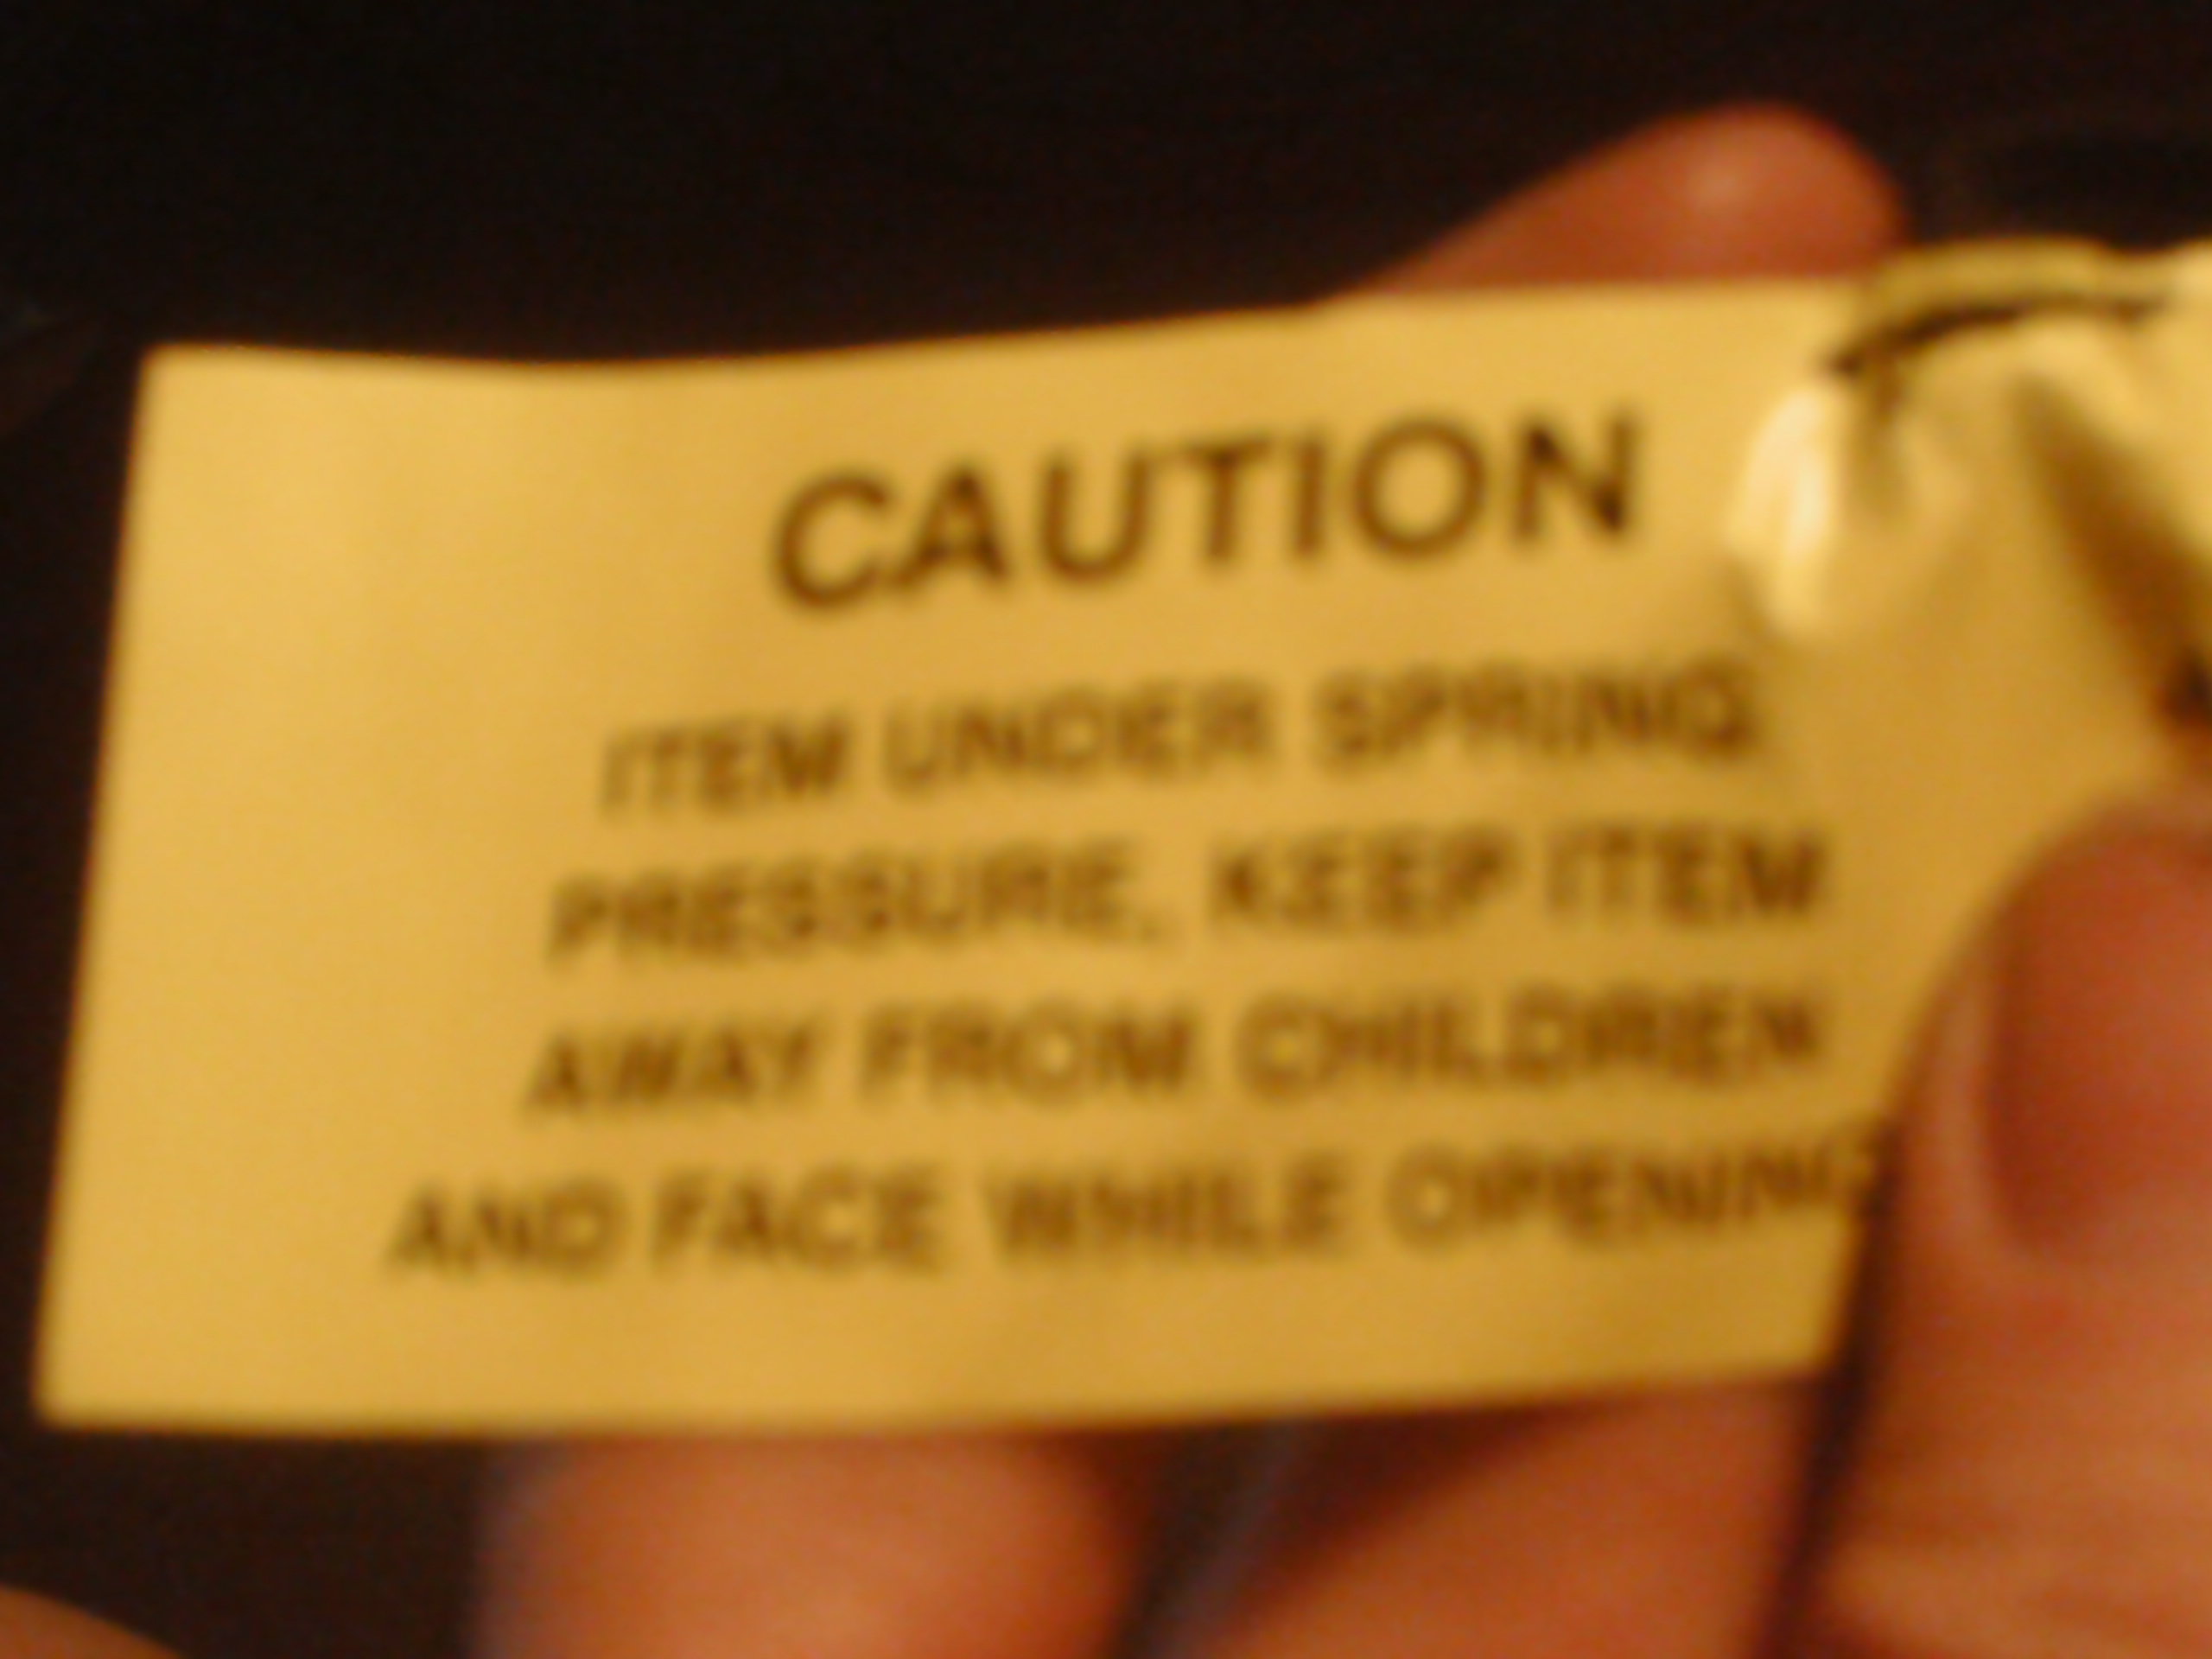 CAUTION
ITEM UNDER SPRING
PRESSURE, KEEP ITEM
AWAY FROM CHILDREN
AND FACE WHILE OPENING